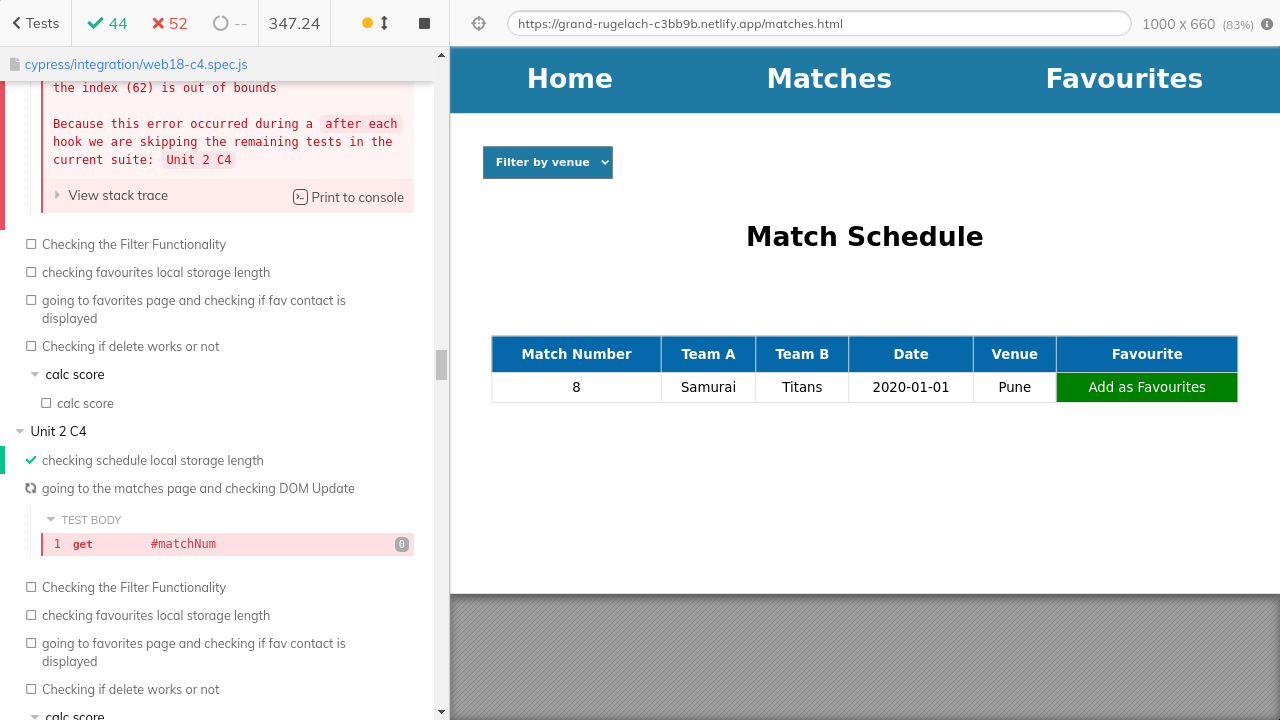 Tests 44 52 -- 347.24
https://grand-rugelach-c3bb9b.netlify.app/matches.html 1000 x 660 (83%)
cypress/integration/web18-c4.spec.js
the index (62) is out of bounds
Because this error occurred during a after each
hook we are skipping the remaining tests in the
current suite: Unit 2 C4
View stack trace Print to console
Checking the Filter Functionality
checking favourites local storage length
going to favorites page and checking if fav contact is
displayed
Checking if delete works or not
calc score
calc score
Unit 2 C4
checking schedule local storage length
going to the matches page and checking DOM Update
TEST BODY
1 get #matchNum 0
Checking the Filter Functionality
checking favourites local storage length
going to favorites page and checking if fav contact is
displayed
Checking if delete works or not
calc score
Home Matches Favourites
Filter by venue
Match Schedule
Match Number Team A Team B Date Venue Favourite
8 Samurai Titans 2020-01-01 Pune Add as Favourites